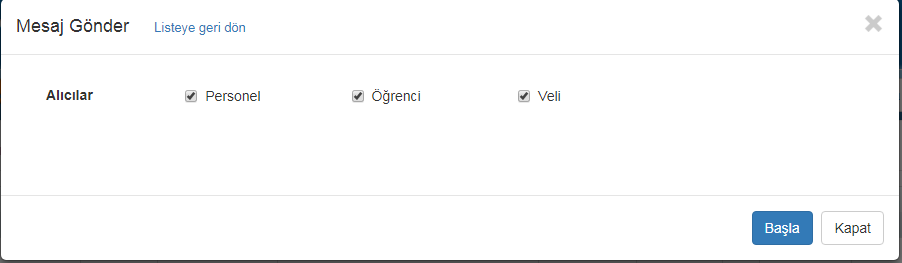 Mesaj Gönder Listeye geri dön
Alıcılar Personel Öğrenci Veli
Başla Kapat